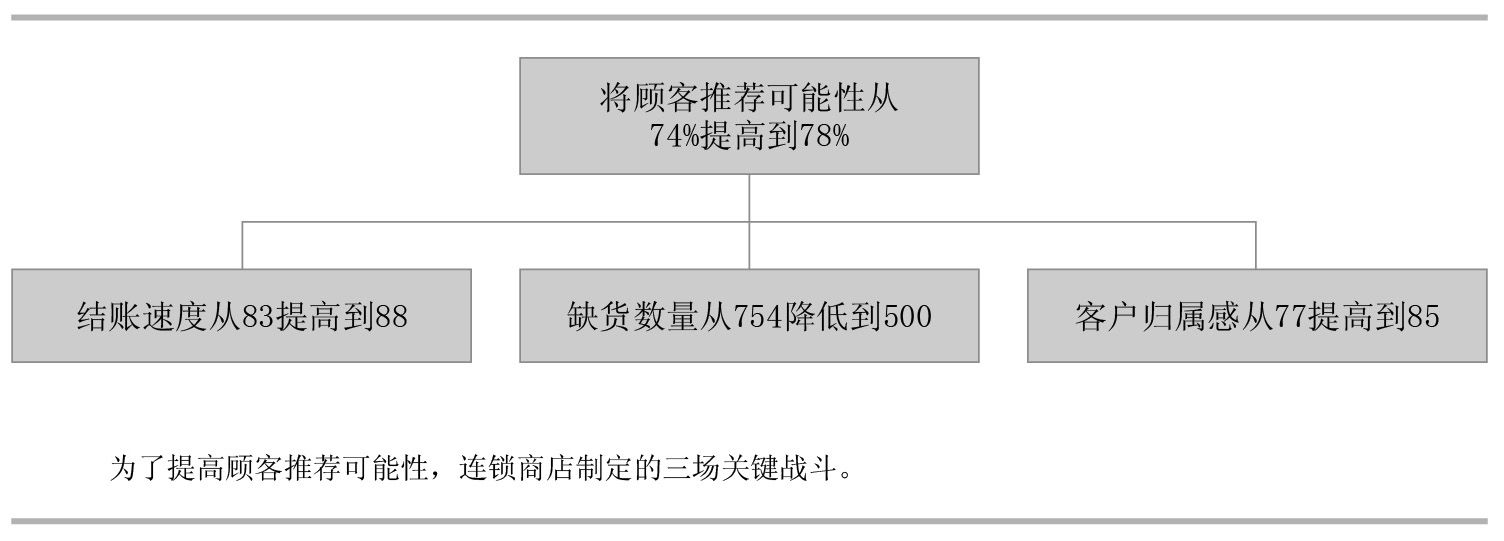 将顾客推荐可能性从
74%提高到78%
结账速度从83提高到88
缺货数量从754降低到500
客户归属感从77提高到85
为了提高顾客推荐可能性，连锁商店制定的三场关键战斗。